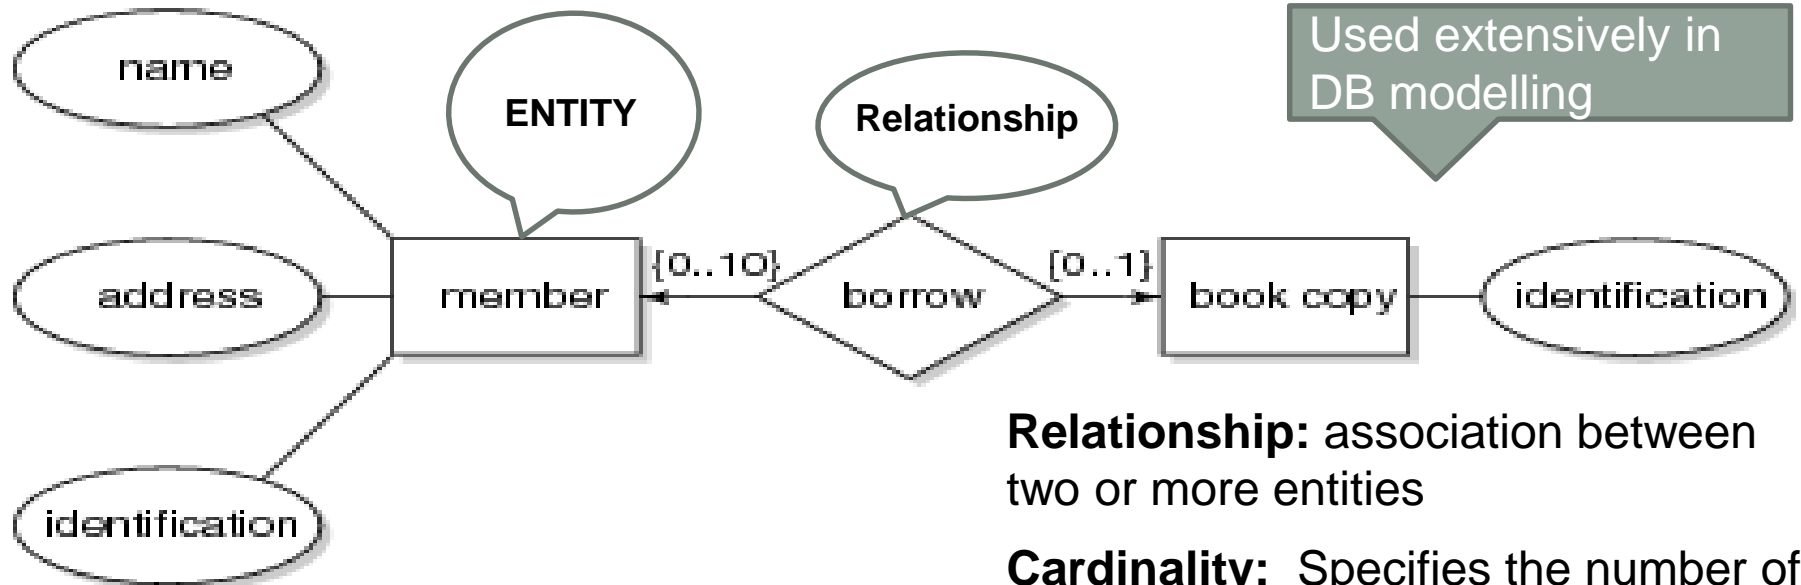 Used extensively in
DB modelling
name
ENTITY
Relationship
address
member
[0..10]
borrow
[0..1]
book copy
identification
identification
Relationship: association between
two or more entities
Cardinality: Specifies the number of